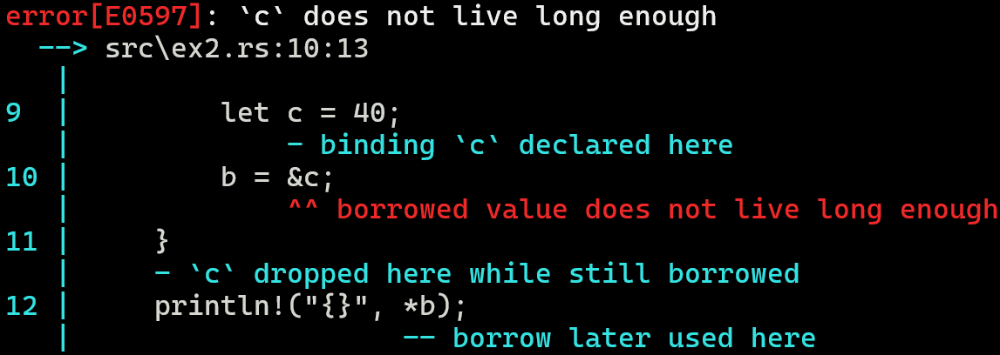 error[E0597]: `c` does not live long enough
  --> src\ex2.rs:10:13
   |
9  |         let c = 40;
   |             - binding `c` declared here
10 |         b = &c;
   |             ^^ borrowed value does not live long enough
11 |     }
   |     - `c` dropped here while still borrowed
12 |     println!("{}", *b);
   |                    -- borrow later used here